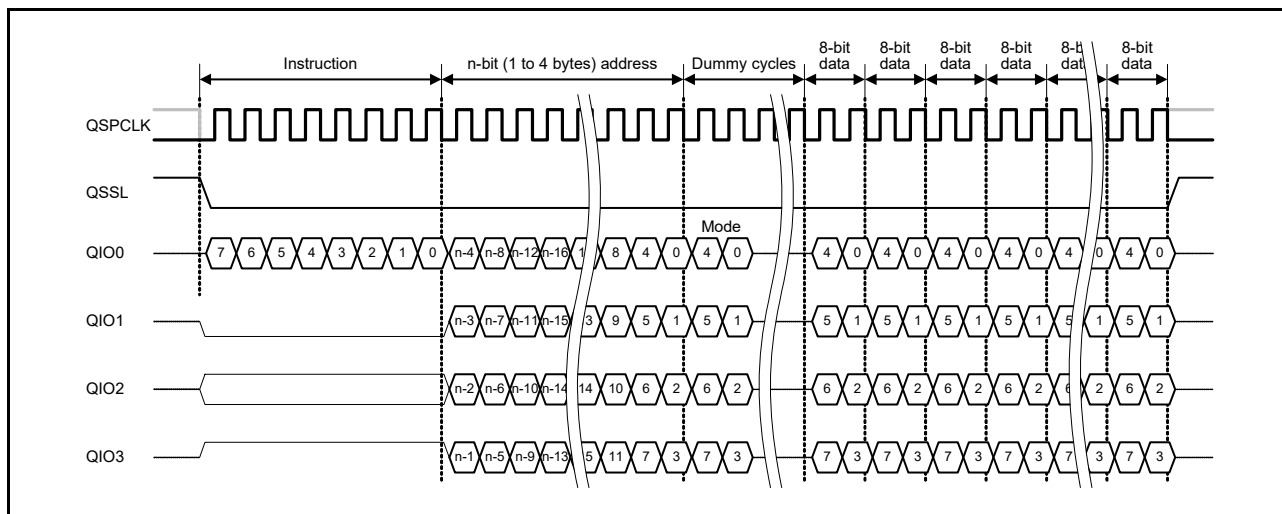 Instruction n-bit (1 to 4 bytes) address Dummy cycles 8-bit data 8-bit data 8-bit data 8-bit data 8-bit data 8-bit data
QSPCLK
QSSL
Mode
QIO0 7 6 5 4 3 2 1 0 n-4 n-8 n-12 n-16 8 4 0 4 0 4 0 4 0 4 0 4 0 4 0 4 0
QIO1 n-3 n-7 n-11 n-15 9 5 1 5 1 5 1 5 1 5 1 5 1 5 1 5 1
QIO2 n-2 n-6 n-10 n-14 14 10 6 2 6 2 6 2 6 2 6 2 6 2 6 2 6 2
QIO3 n-1 n-5 n-9 n-13 11 7 3 7 3 7 3 7 3 7 3 7 3 7 3 7 3